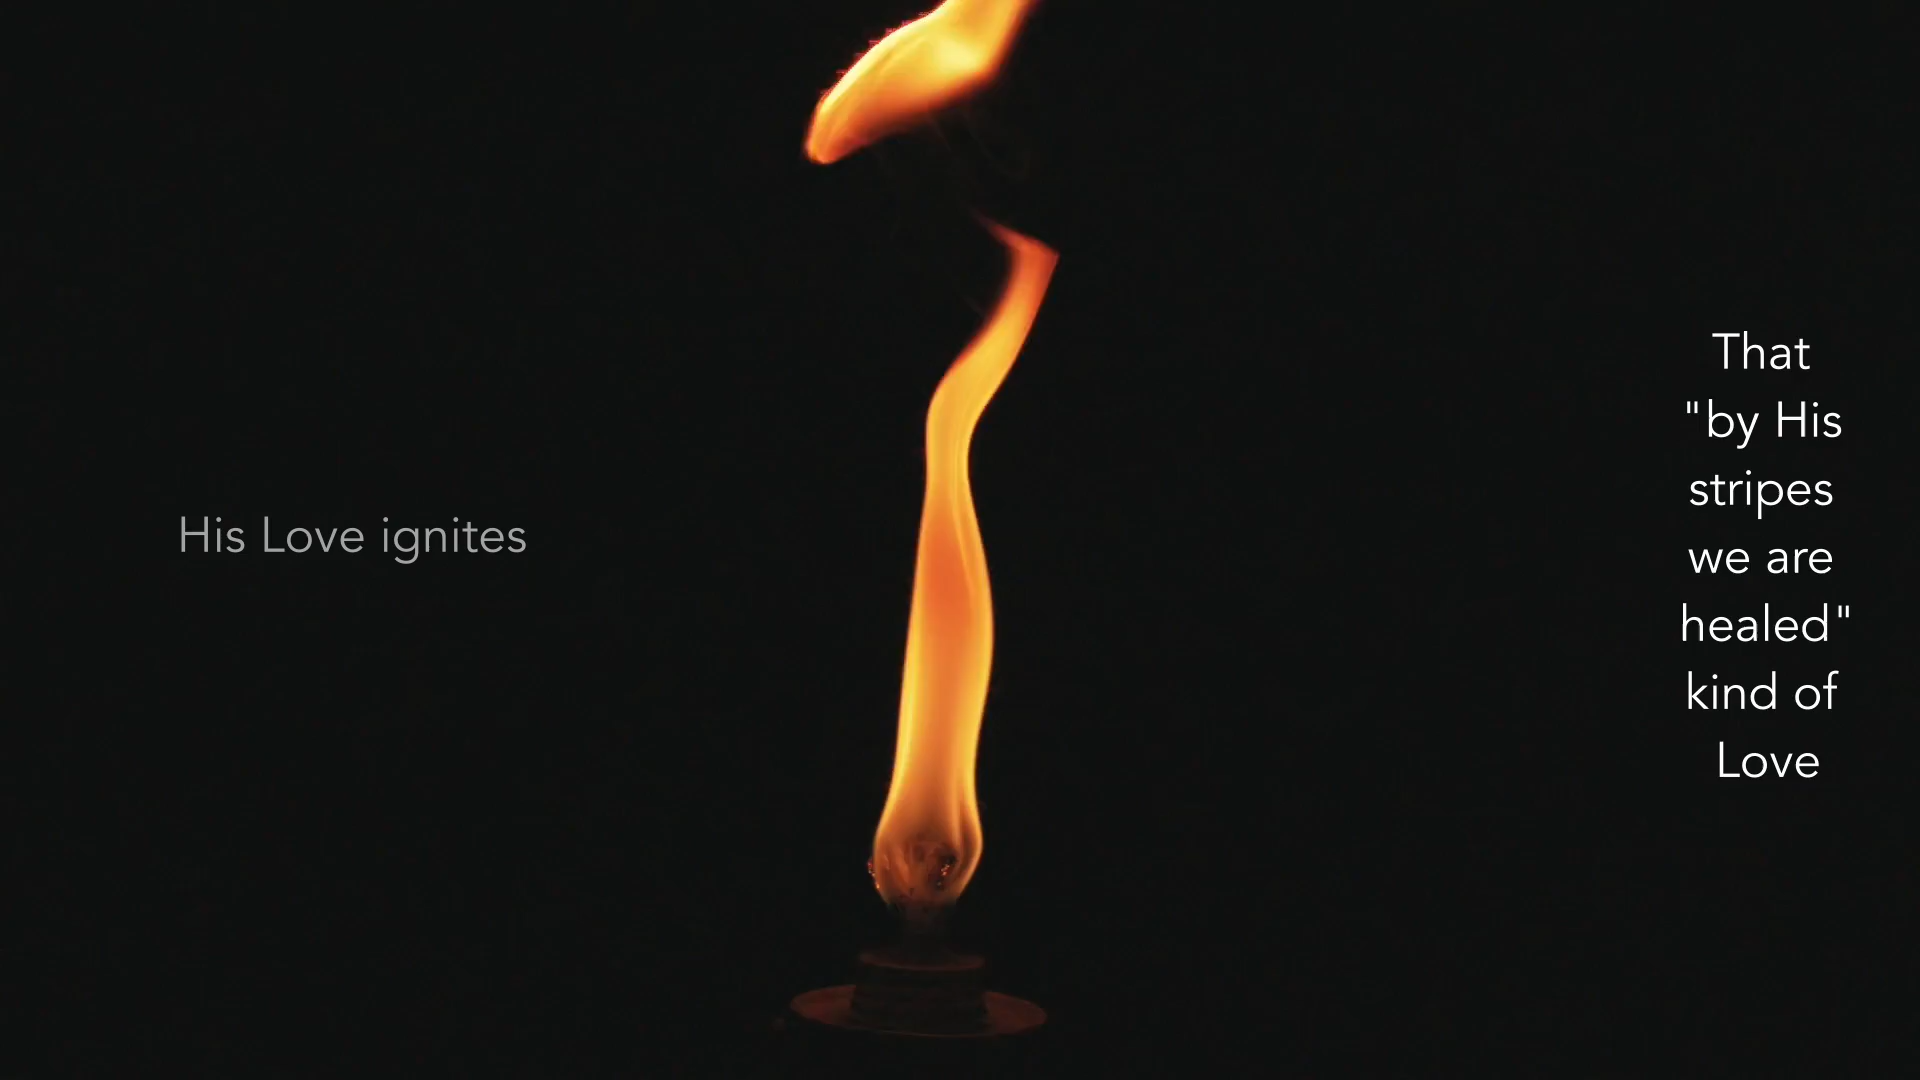 His Love ignites
That
"by His
stripes
we are
healed"
kind of
Love